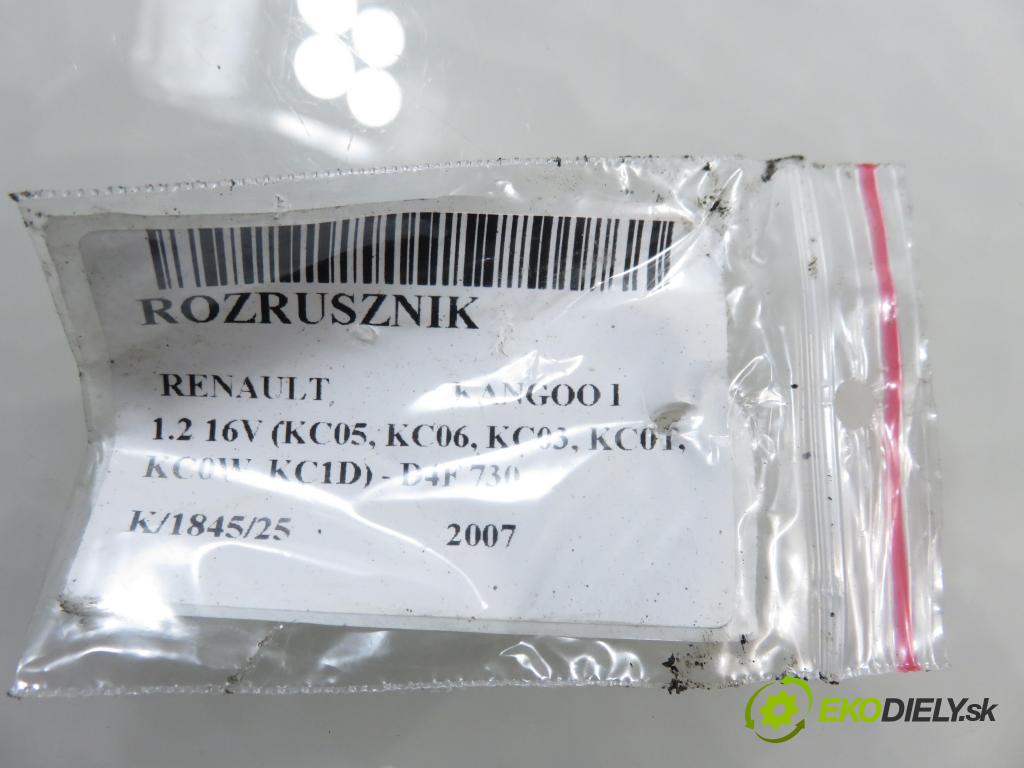 ROZRUSZNIK
RENAULT KANGOO I
1.2 16V (KC05, KC06, KC03, KC0T,
KC0W, KC1D) - D4F 730
K/1845/25 2007
EKODIELY.sk